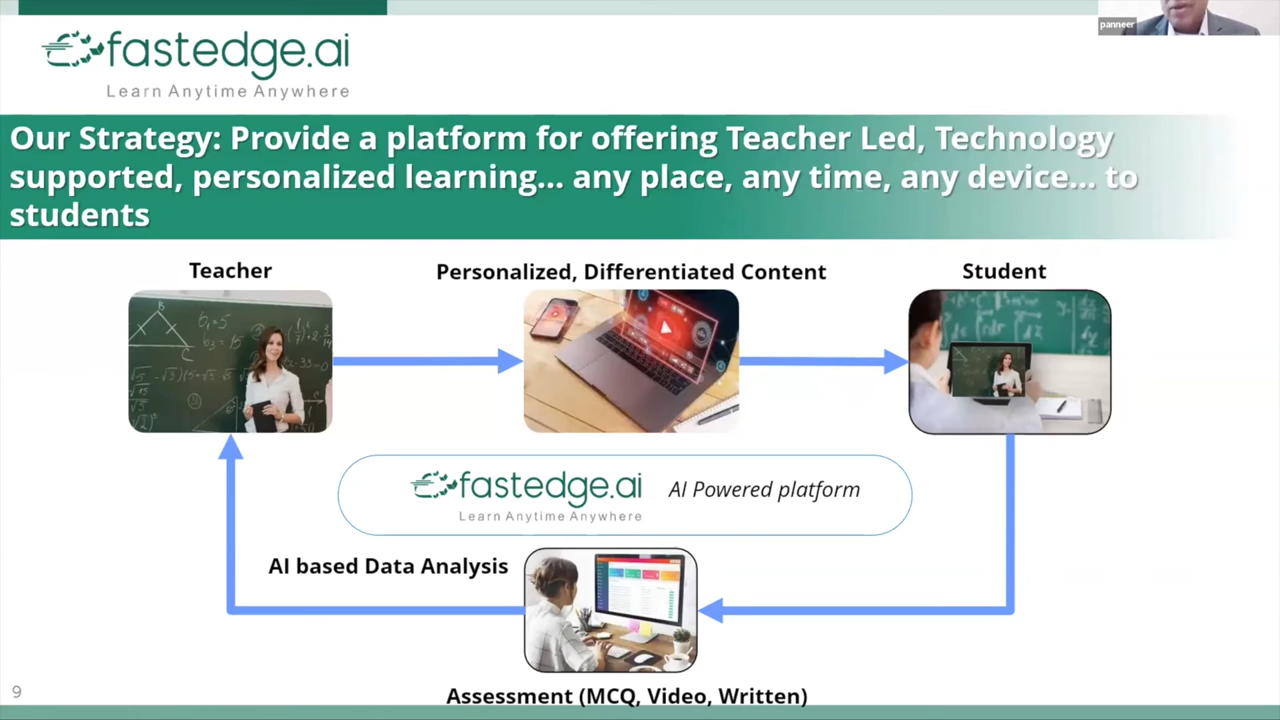 panneer
fastedge.ai
Learn Anytime Anywhere
Our Strategy: Provide a platform for offering Teacher Led, Technology
supported, personalized learning... any place, any time, any device... to
students
Teacher
Personalized, Differentiated Content
Student
fastedge.ai
Learn Anytime Anywhere
AI Powered platform
AI based Data Analysis
Assessment (MCQ, Video, Written)
9